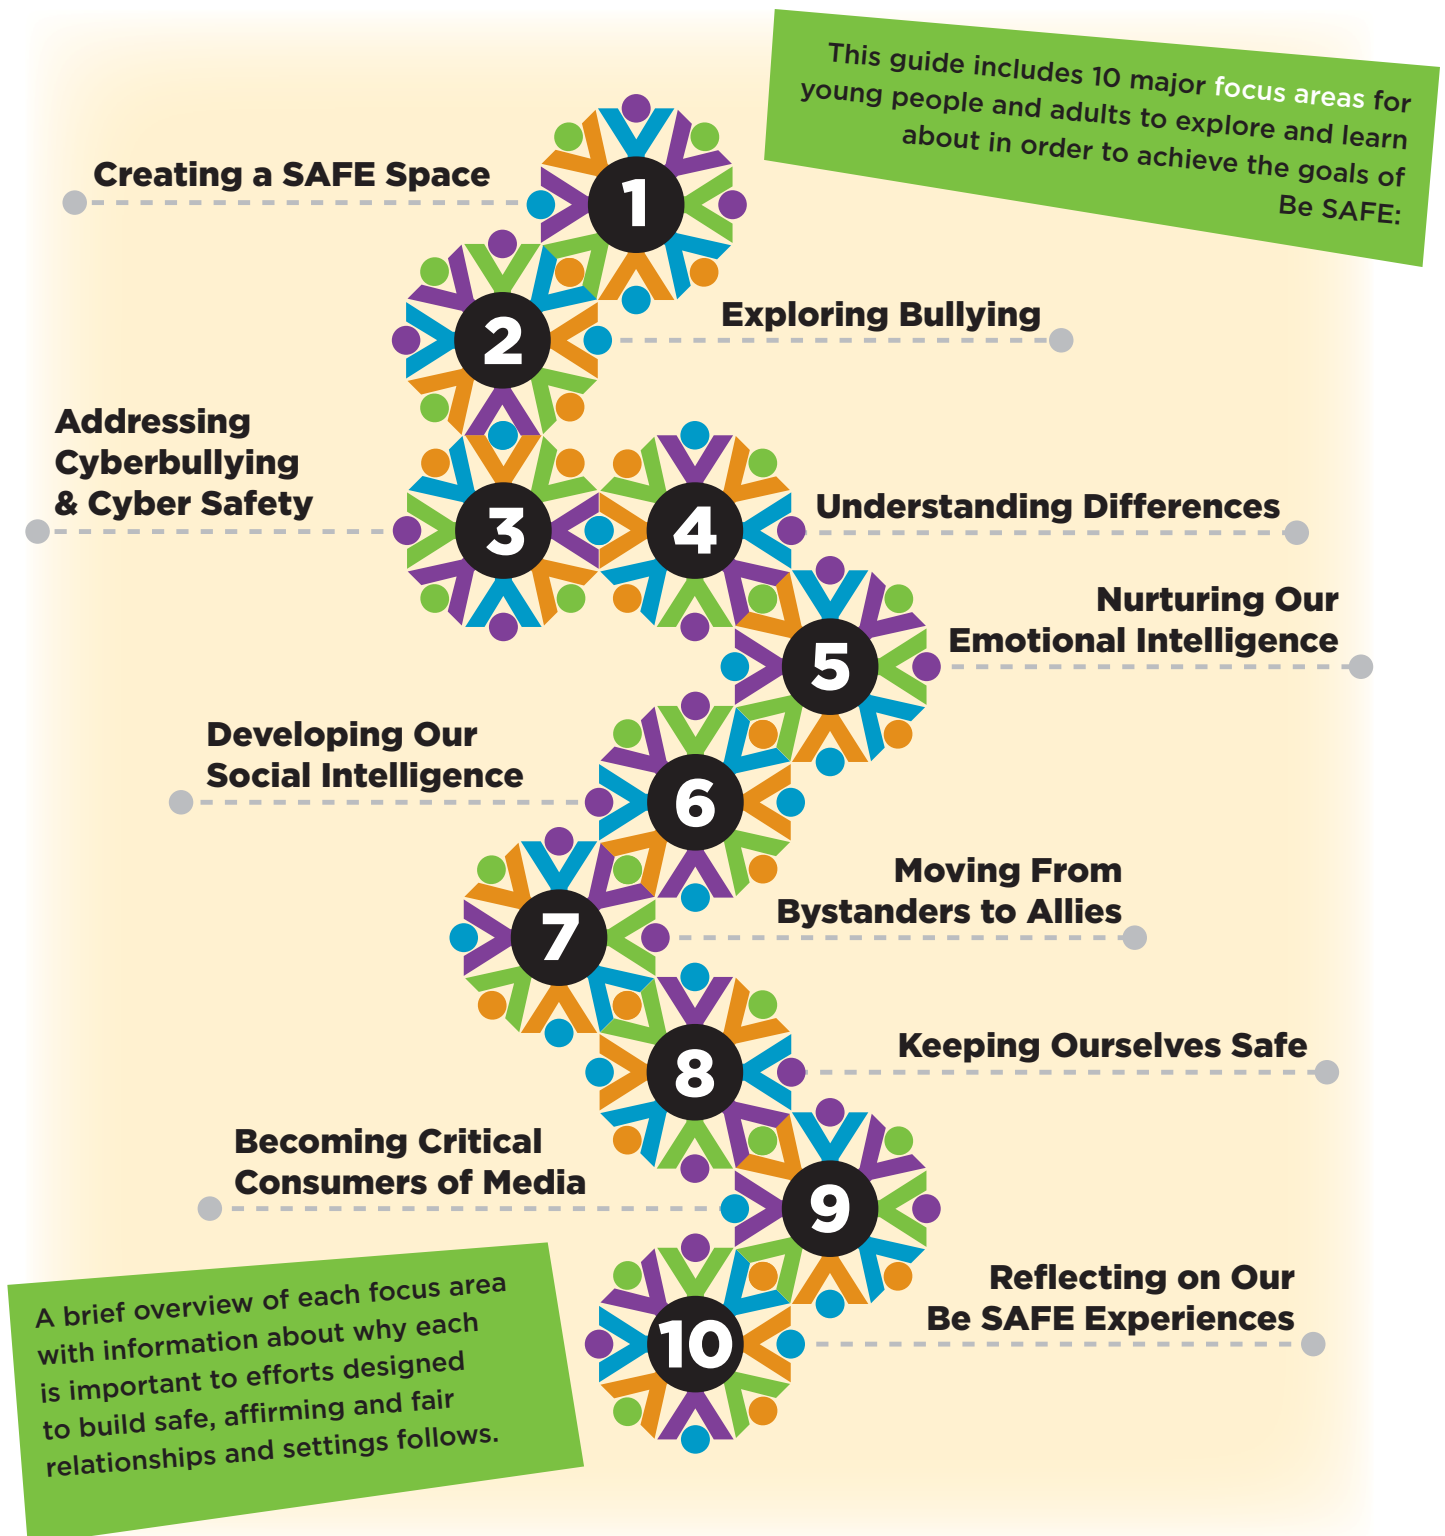 This guide includes 10 major focus areas for
young people and adults to explore and learn
about in order to achieve the goals of
Be SAFE:
Creating a SAFE Space
1
2
Exploring Bullying
Addressing
Cyberbullying
& Cyber Safety
3
4
Understanding Differences
Nurturing Our
Emotional Intelligence
5
Developing Our
Social Intelligence
6
Moving From
Bystanders to Allies
7
8
Keeping Ourselves Safe
Becoming Critical
Consumers of Media
9
Reflecting on Our
Be SAFE Experiences
10
A brief overview of each focus area
with information about why each
is important to efforts designed
to build safe, affirming and fair
relationships and settings follows.